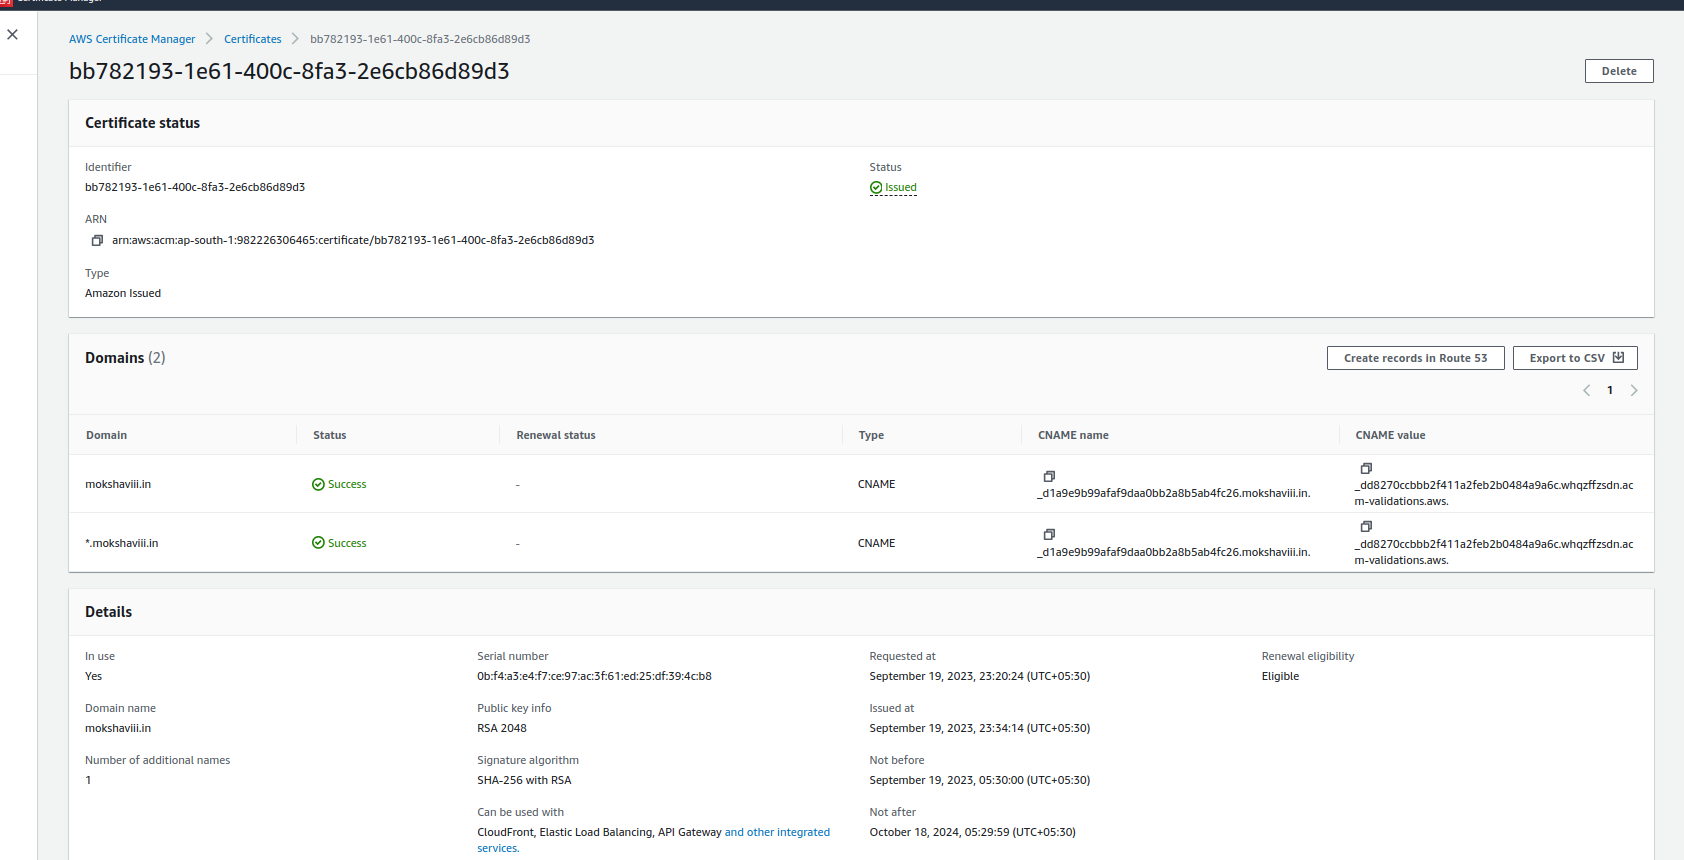 Certificate Manager
AWS Certificate Manager > Certificates > bb782193-1e61-400c-8fa3-2e6cb86d89d3
bb782193-1e61-400c-8fa3-2e6cb86d89d3
Delete
Certificate status
Identifier
bb782193-1e61-400c-8fa3-2e6cb86d89d3
Status
Issued
ARN
arn:aws:acm:ap-south-1:982226306465:certificate/bb782193-1e61-400c-8fa3-2e6cb86d89d3
Type
Amazon Issued
Domains (2)
Create records in Route 53
Export to CSV
1
Domain Status Renewal status Type CNAME name CNAME value
mokshaviii.in Success - CNAME _d1a9e9b99afaf9daa0bb2a8b5ab4fc26.mokshaviii.in. _dd8270ccbbb2f411a2feb2b0484a9a6c.whqzffzsdn.ac
m-validations.aws.
*.mokshaviii.in Success - CNAME _d1a9e9b99afaf9daa0bb2a8b5ab4fc26.mokshaviii.in. _dd8270ccbbb2f411a2feb2b0484a9a6c.whqzffzsdn.ac
m-validations.aws.
Details
In use
Yes
Domain name
mokshaviii.in
Number of additional names
1
Serial number
0b:f4:a3:e4:f7:ce:97:ac:3f:61:ed:25:df:39:4c:b8
Public key info
RSA 2048
Signature algorithm
SHA-256 with RSA
Can be used with
CloudFront, Elastic Load Balancing, API Gateway and other integrated
services.
Requested at
September 19, 2023, 23:20:24 (UTC+05:30)
Issued at
September 19, 2023, 23:34:14 (UTC+05:30)
Not before
September 19, 2023, 05:30:00 (UTC+05:30)
Not after
October 18, 2024, 05:29:59 (UTC+05:30)
Renewal eligibility
Eligible